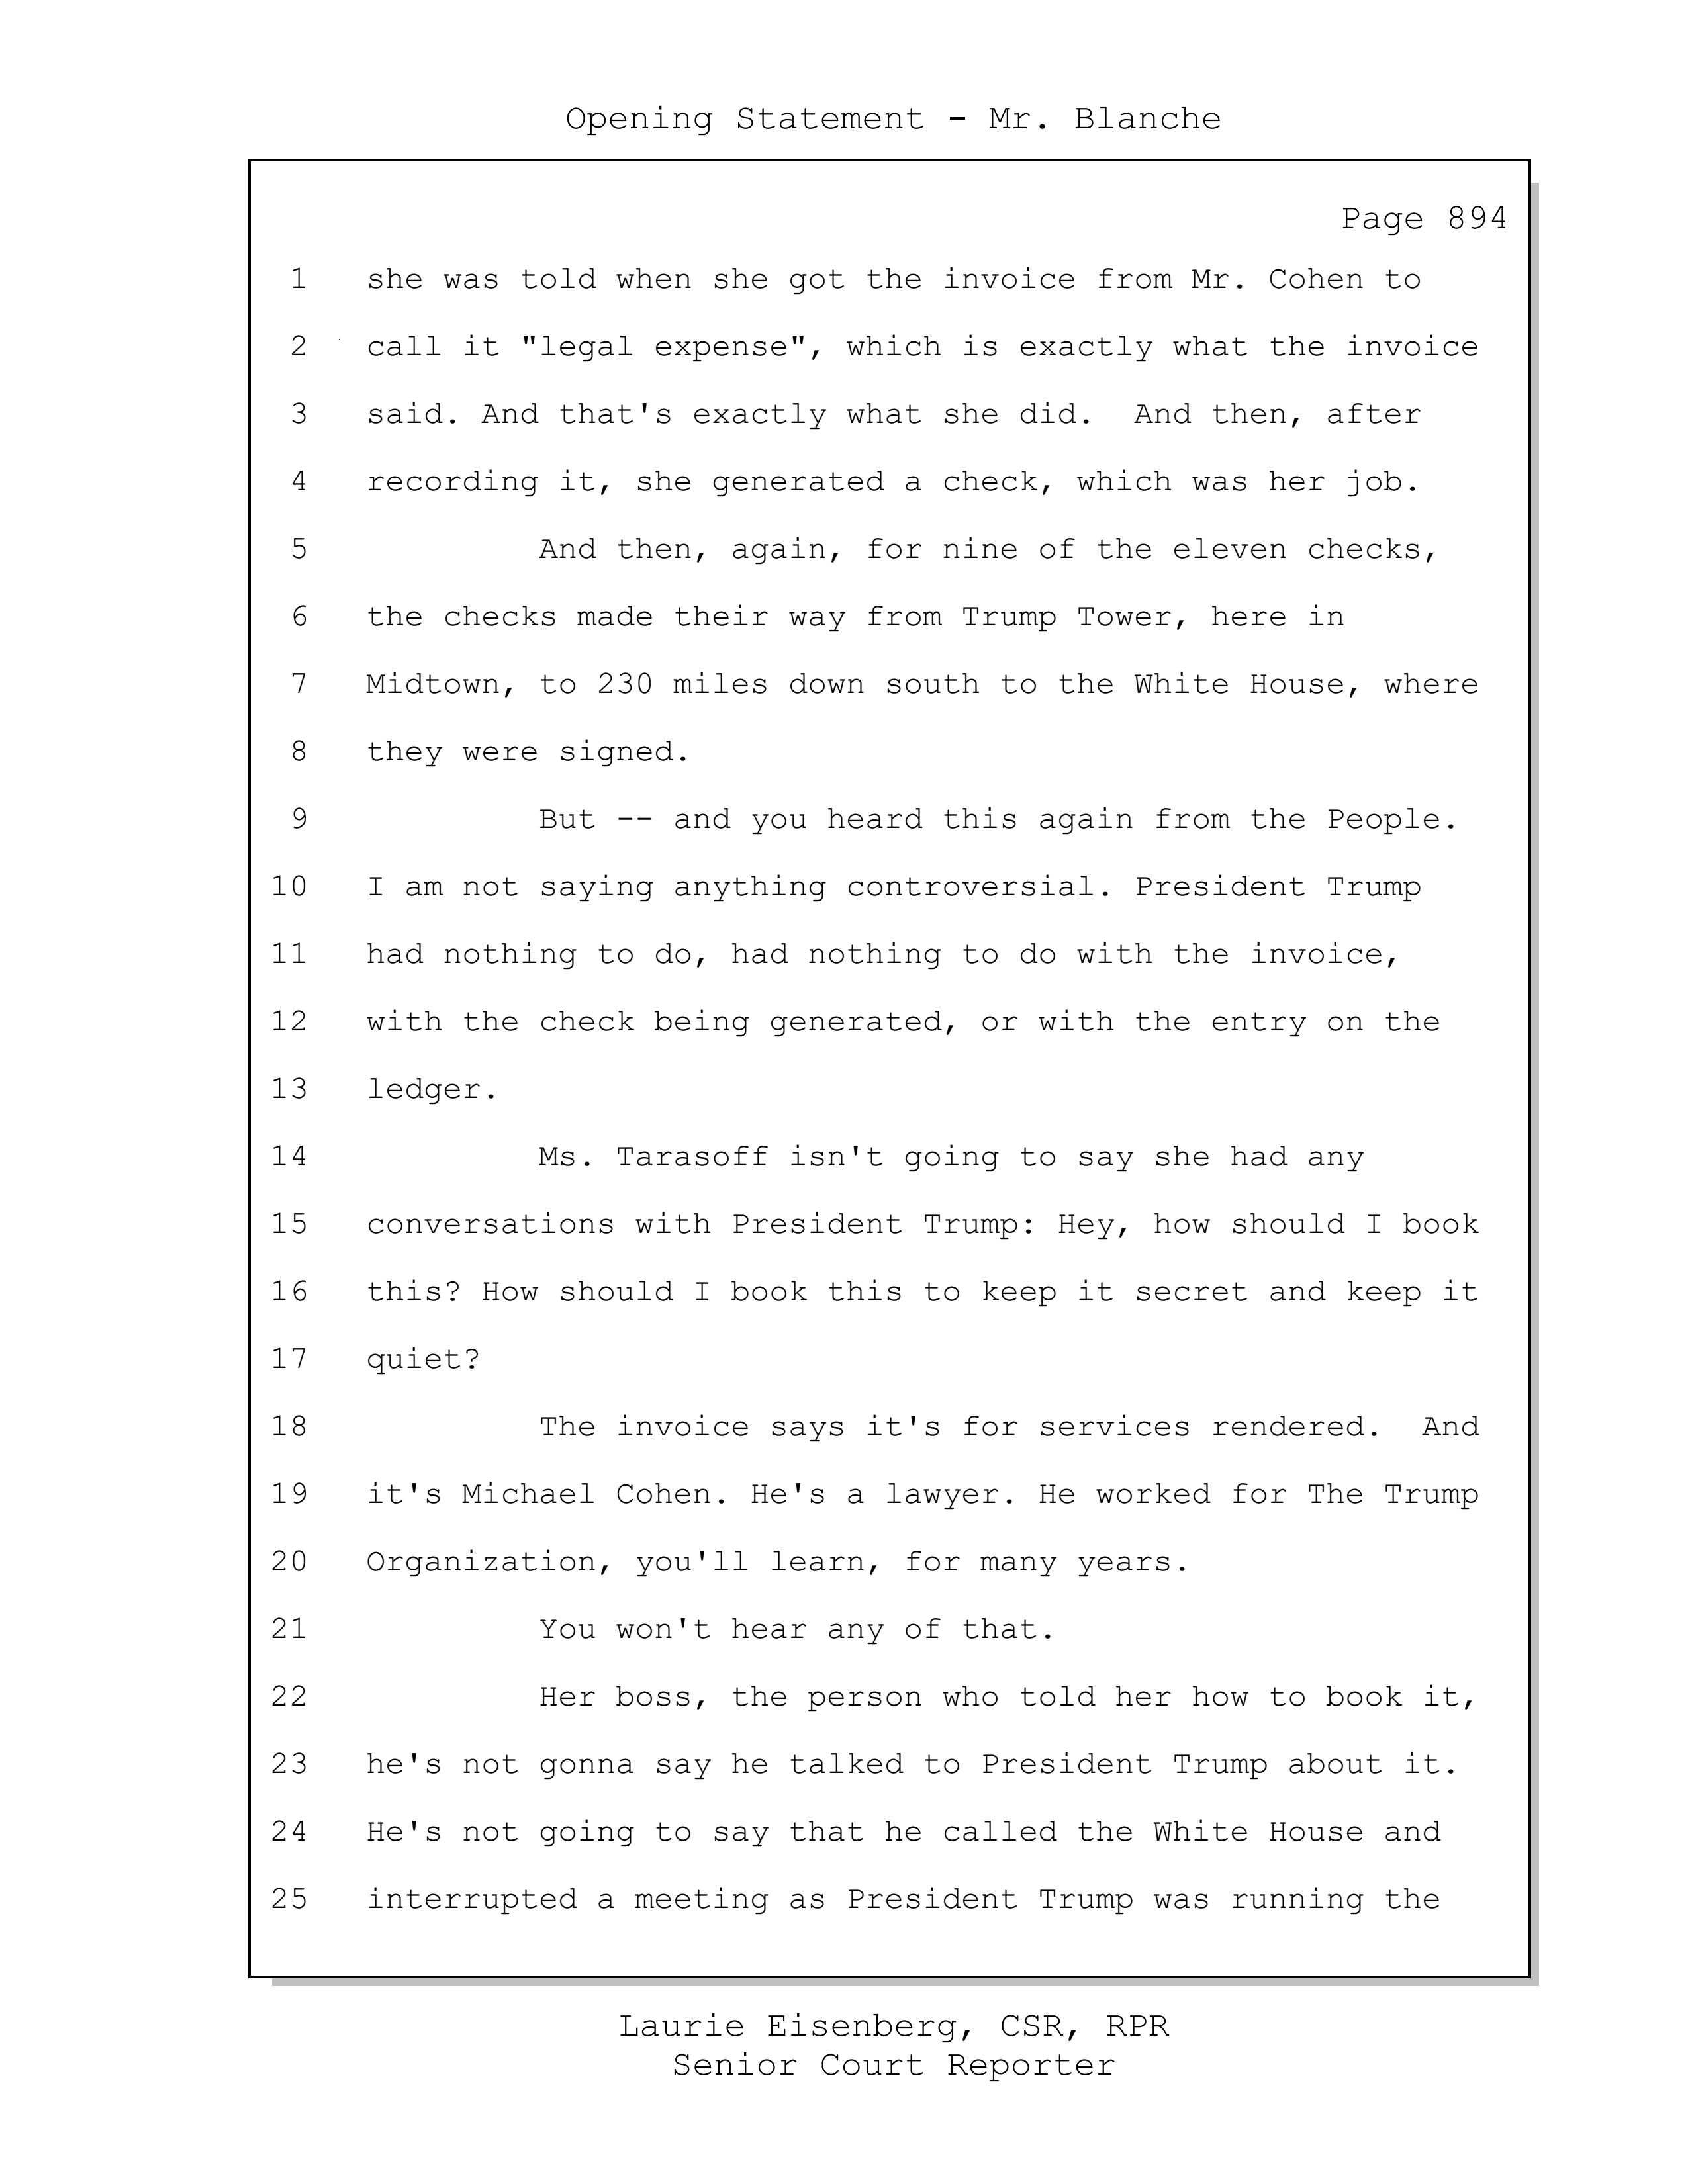 Opening Statement - Mr. Blanche
Page 894
1 she was told when she got the invoice from Mr. Cohen to
2 call it "legal expense", which is exactly what the invoice
3 said. And that's exactly what she did.  And then, after
4 recording it, she generated a check, which was her job.
5 And then, again, for nine of the eleven checks,
6 the checks made their way from Trump Tower, here in
7 Midtown, to 230 miles down south to the White House, where
8 they were signed.
9 But -- and you heard this again from the People.
10 I am not saying anything controversial. President Trump
11 had nothing to do, had nothing to do with the invoice,
12 with the check being generated, or with the entry on the
13 ledger.
14 Ms. Tarasoff isn't going to say she had any
15 conversations with President Trump: Hey, how should I book
16 this? How should I book this to keep it secret and keep it
17 quiet?
18 The invoice says it's for services rendered.  And
19 it's Michael Cohen. He's a lawyer. He worked for The Trump
20 Organization, you'll learn, for many years.
21 You won't hear any of that.
22 Her boss, the person who told her how to book it,
23 he's not gonna say he talked to President Trump about it.
24 He's not going to say that he called the White House and
25 interrupted a meeting as President Trump was running the
Laurie Eisenberg, CSR, RPR
Senior Court Reporter